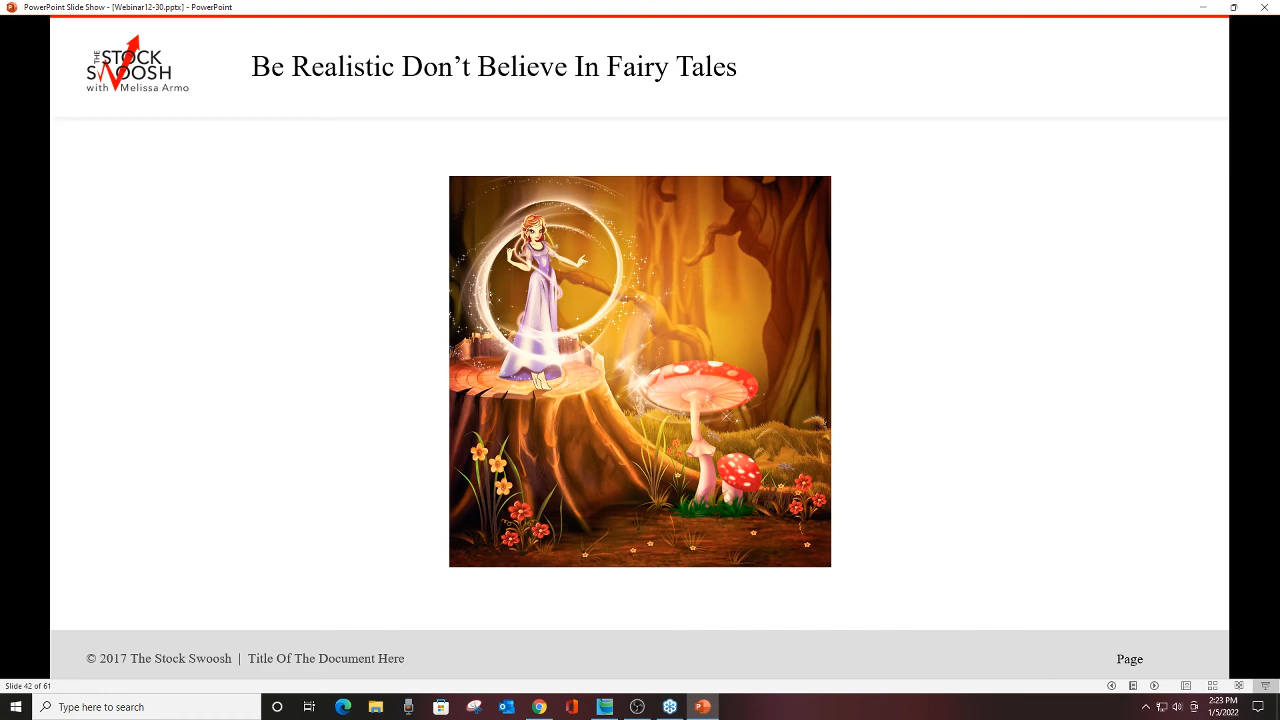 PowerPoint Slide Show - [Webinar12-30.pptx] - PowerPoint
THE STOCK
SWOOSH
with Melissa Armo
Be Realistic Don’t Believe In Fairy Tales
© 2017 The Stock Swoosh | Title Of The Document Here
Page
Slide 42 of 61
Type here to search
2:23 PM
1/5/2022